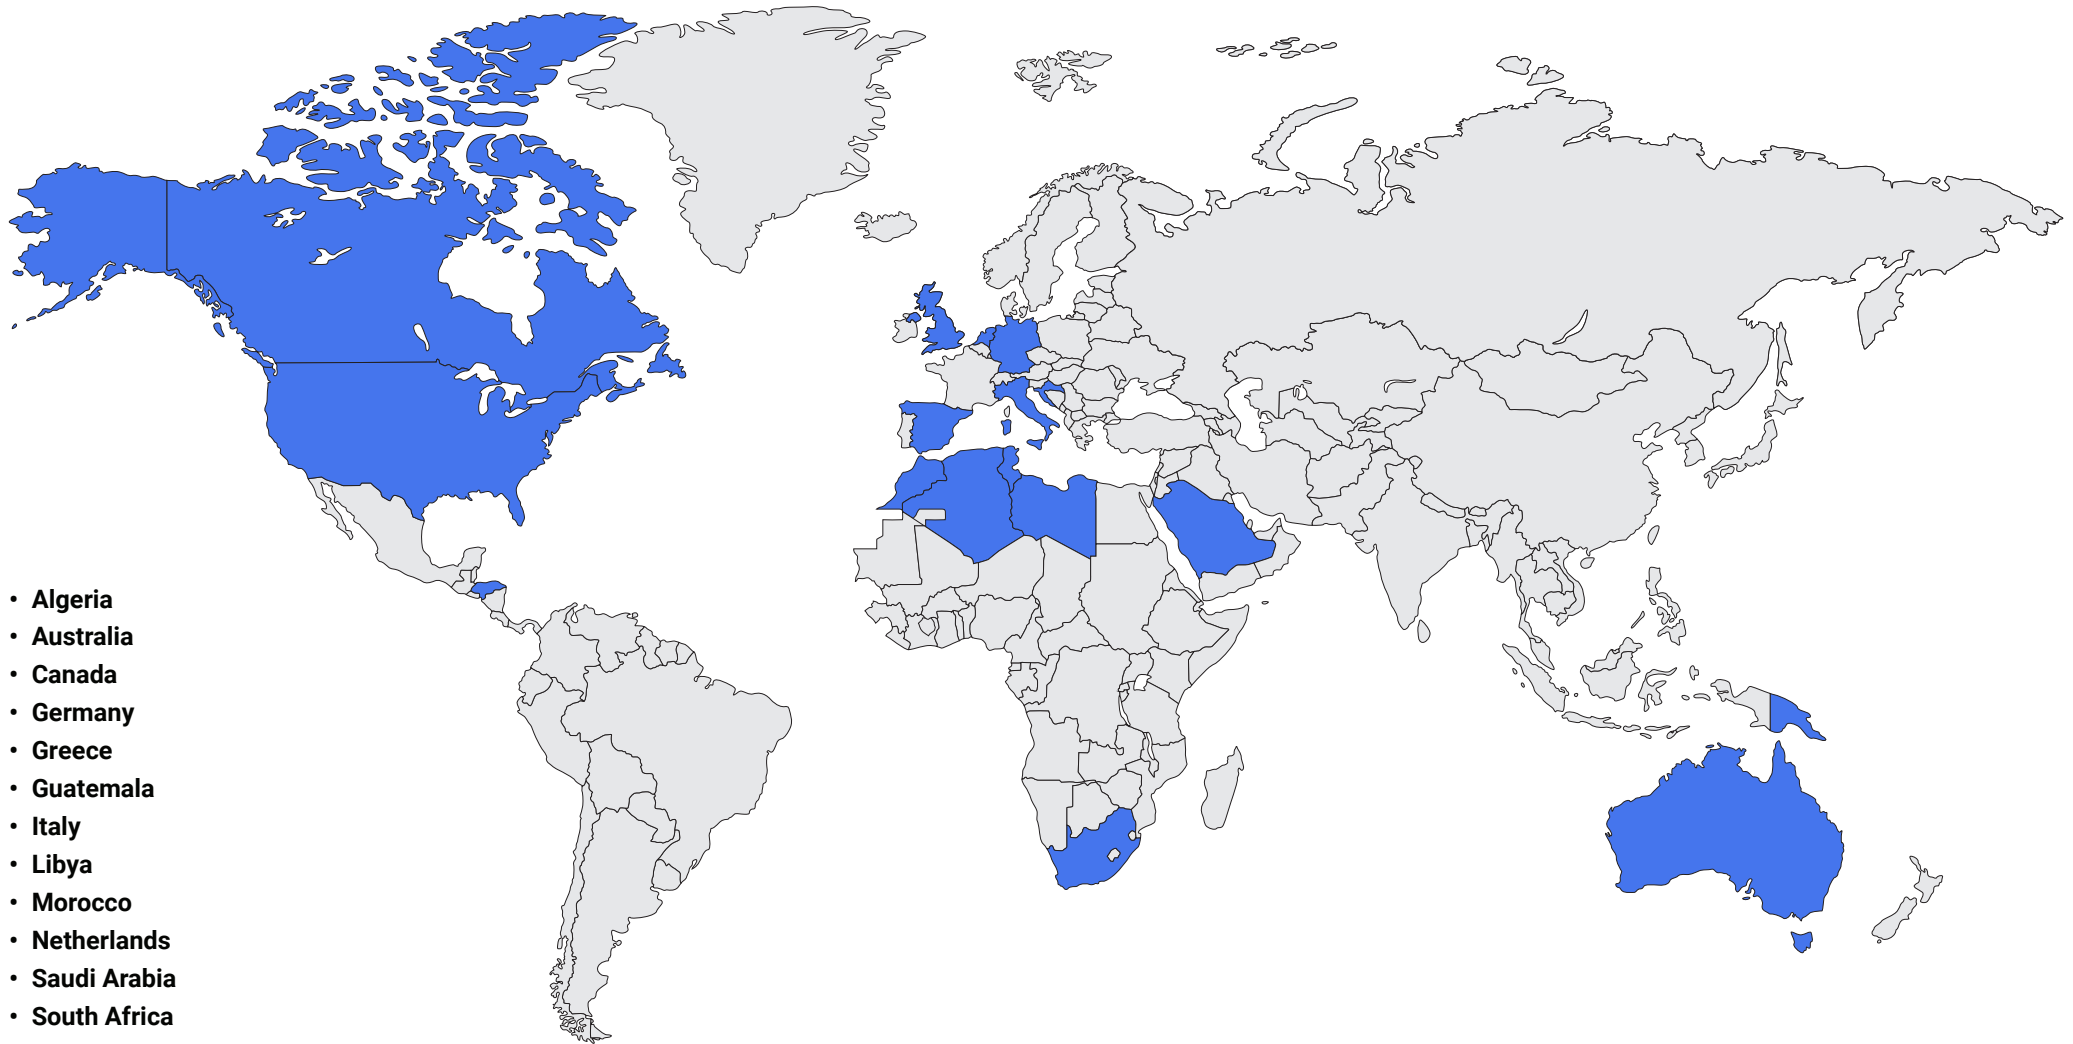 • Algeria
• Australia
• Canada
• Germany
• Greece
• Guatemala
• Italy
• Libya
• Morocco
• Netherlands
• Saudi Arabia
• South Africa